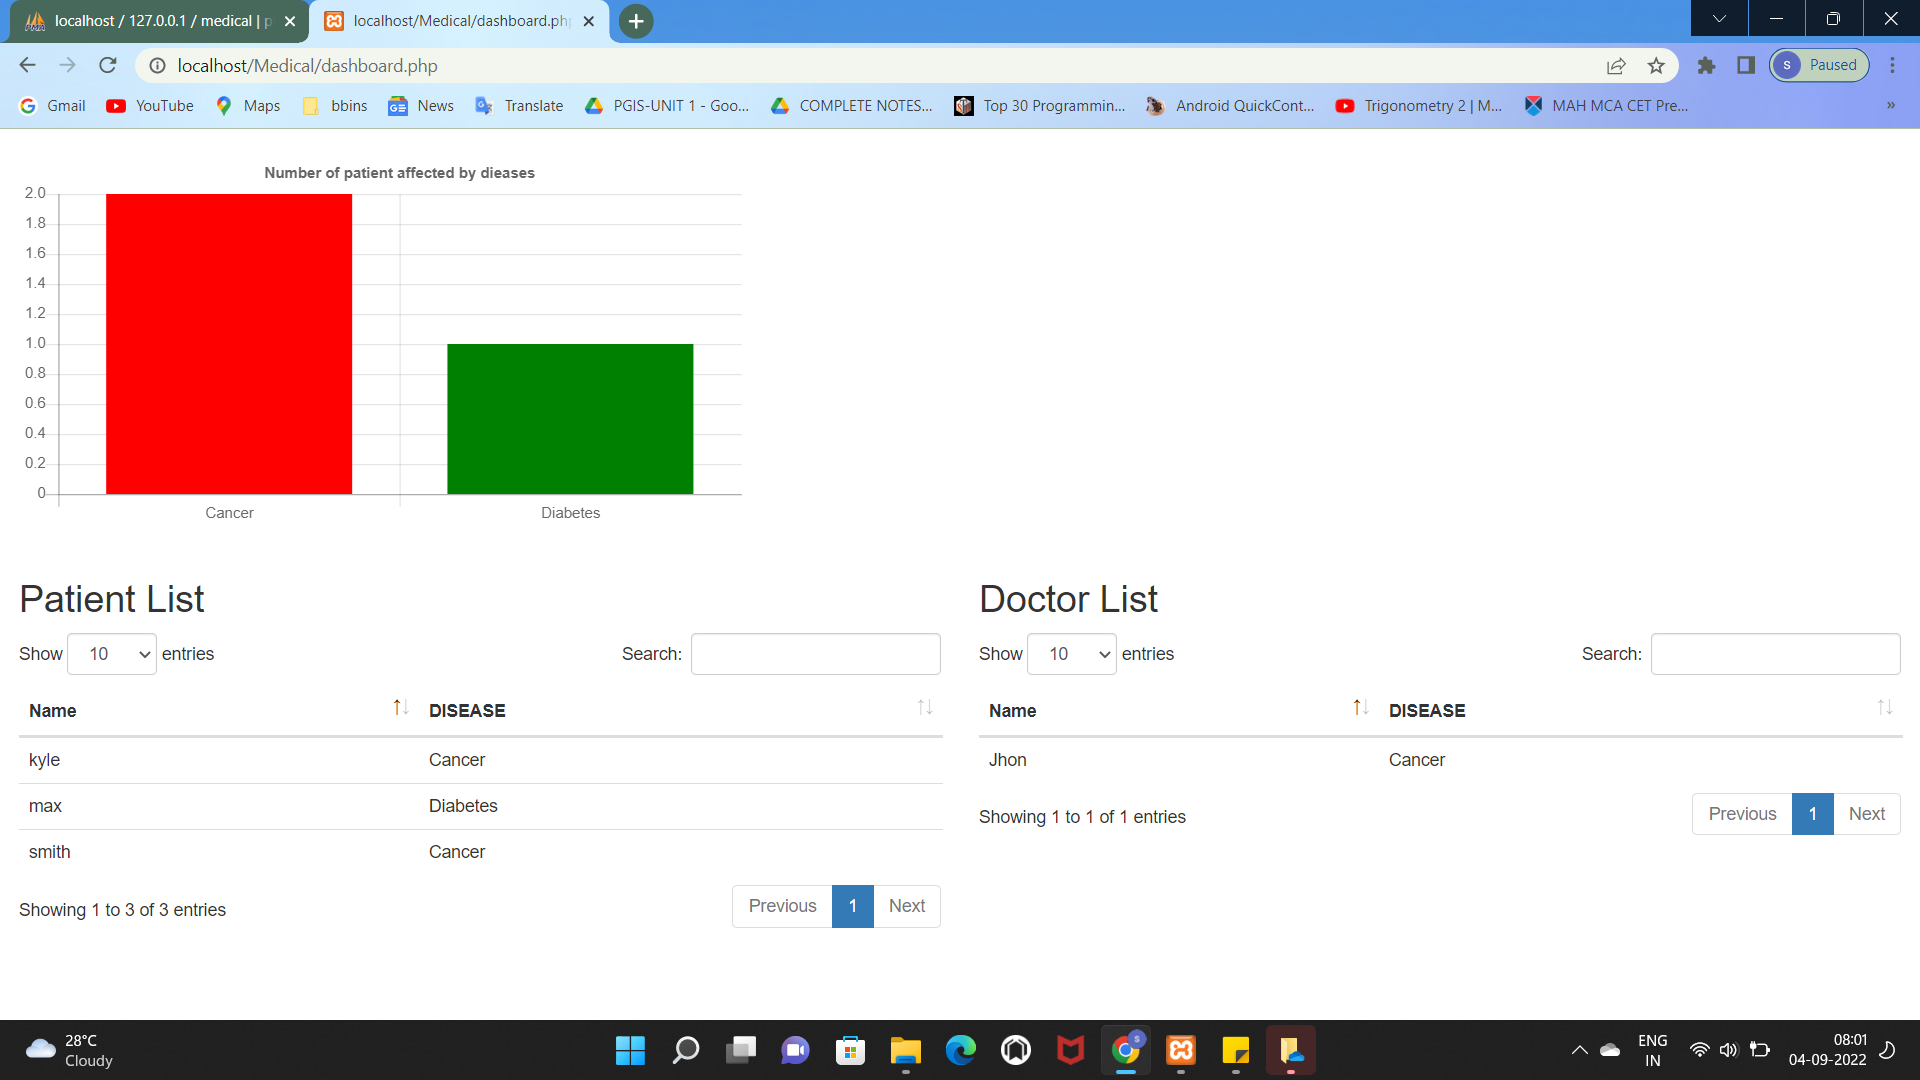 localhost / 127.0.0.1 / medical | p
localhost/Medical/dashboard.php
localhost/Medical/dashboard.php
S Paused
Gmail YouTube Maps bbins News Translate PGIS-UNIT 1 - Goo... COMPLETE NOTES... Top 30 Programmin... Android QuickCont... Trigonometry 2 | M... MAH MCA CET Pre... »
Number of patient affected by dieases
2.0
1.8
1.6
1.4
1.2
1.0
0.8
0.6
0.4
0.2
0
Cancer Diabetes
Patient List
Show 10 entries Search:
Name DISEASE
kyle Cancer
max Diabetes
smith Cancer
Showing 1 to 3 of 3 entries Previous 1 Next
Doctor List
Show 10 entries Search:
Name DISEASE
Jhon Cancer
Showing 1 to 1 of 1 entries Previous 1 Next
28°C
Cloudy
ENG
IN
08:01
04-09-2022